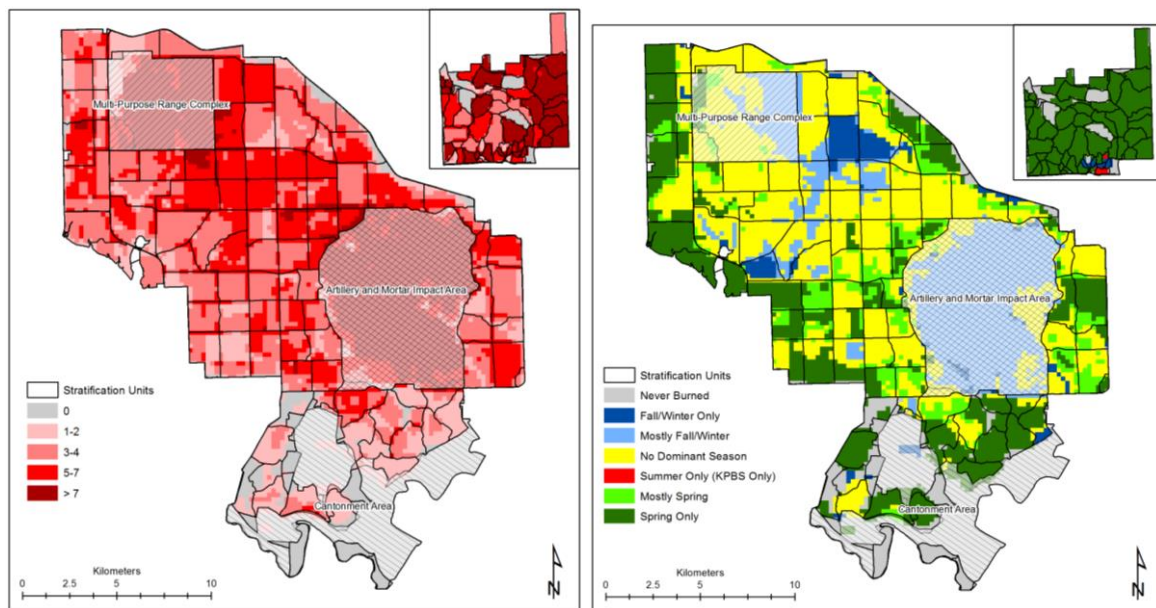 Multi-Purpose Range Complex
Artillery and Mortar Impact Area
Stratification Units
0
1-2
3-4
5-7
> 7
Cantonment Area
Kilometers
0 2.5 5 10
N
Multi-Purpose Range Complex
Artillery and Mortar Impact Area
Stratification Units
Never Burned
Fall/Winter Only
Mostly Fall/Winter
No Dominant Season
Summer Only (KPBS Only)
Mostly Spring
Spring Only
Cantonment Area
Kilometers
0 2.5 5 10
N